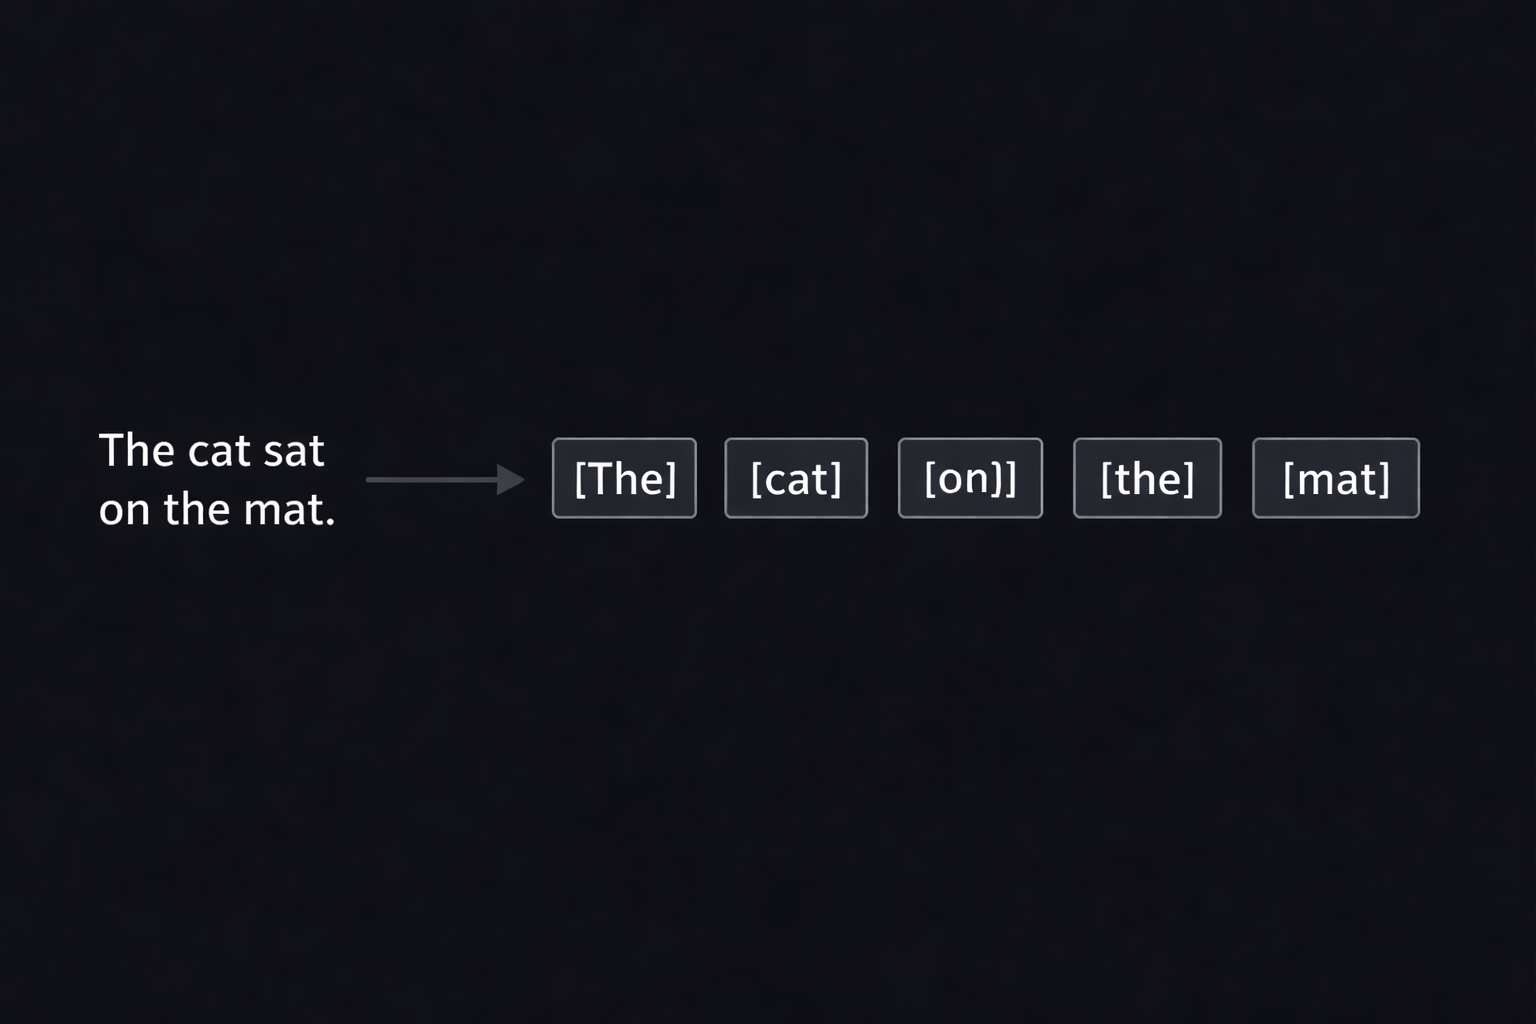 The cat sat
on the mat.
[The] [cat] [on)] [the] [mat]